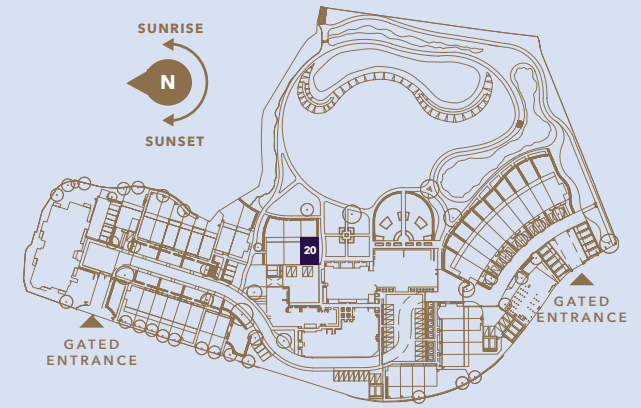 SUNRISE
N
SUNSET
20
GATED
ENTRANCE
GATED
ENTRANCE